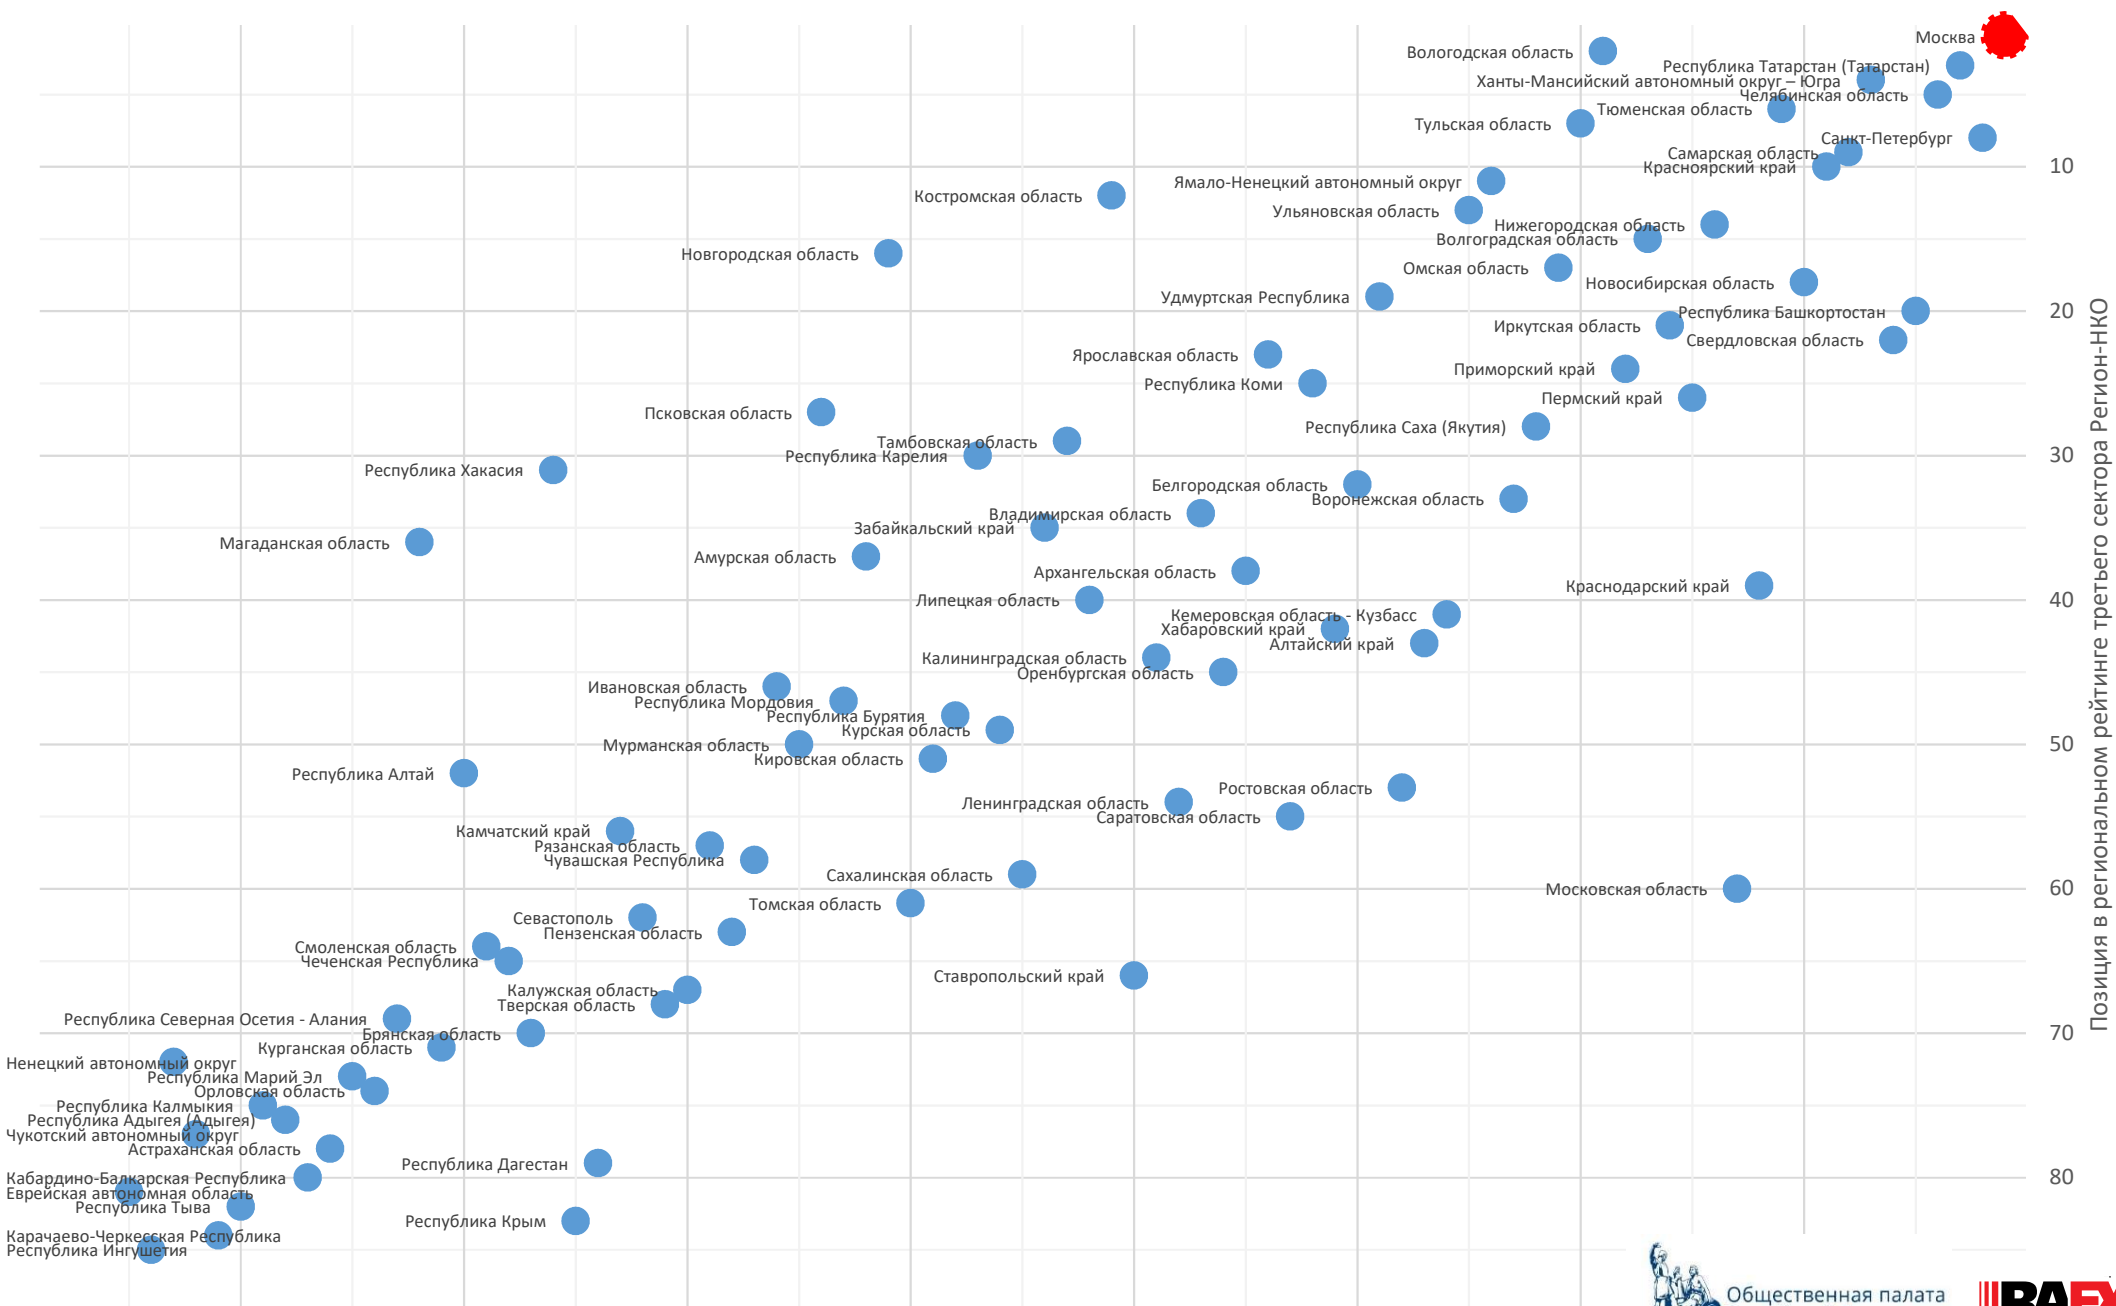 Москва
Вологодская область
Республика Татарстан (Татарстан)
Ханты-Мансийский автономный округ – Югра
Челябинская область
Тюменская область
Тульская область
Санкт-Петербург
Самарская область
Красноярский край
10
Ямало-Ненецкий автономный округ
Костромская область
Ульяновская область
Нижегородская область
Волгоградская область
Новгородская область
Омская область
Новосибирская область
Удмуртская Республика
Республика Башкортостан
20
Иркутская область
Свердловская область
Ярославская область
Приморский край
Республика Коми
Пермский край
Псковская область
Республика Саха (Якутия)
Тамбовская область
Республика Карелия
30
Республика Хакасия
Белгородская область
Воронежская область
Владимирская область
Забайкальский край
Магаданская область
Амурская область
Архангельская область
Краснодарский край
Липецкая область
40
Кемеровская область - Кузбасс
Хабаровский край
Алтайский край
Калининградская область
Оренбургская область
Ивановская область
Республика Мордовия
Республика Бурятия
Курская область
Мурманская область
50
Кировская область
Республика Алтай
Ростовская область
Ленинградская область
Саратовская область
Камчатский край
Рязанская область
Чувашская Республика
Сахалинская область
Московская область
60
Томская область
Севастополь
Пензенская область
Смоленская область
Чеченская Республика
Ставропольский край
Калужская область
Тверская область
Республика Северная Осетия - Алания
Брянская область
70
Курганская область
Ненецкий автономный округ
Республика Марий Эл
Орловская область
Республика Калмыкия
Республика Адыгея (Адыгея)
Чукотский автономный округ
Астраханская область
Республика Дагестан
Кабардино-Балкарская Республика
80
Еврейская автономная область
Республика Тыва
Республика Крым
Карачаево-Черкесская Республика
Республика Ингушетия
Позиция в региональном рейтинге третьего сектора Регион-НКО
Общественная палата
RAEX